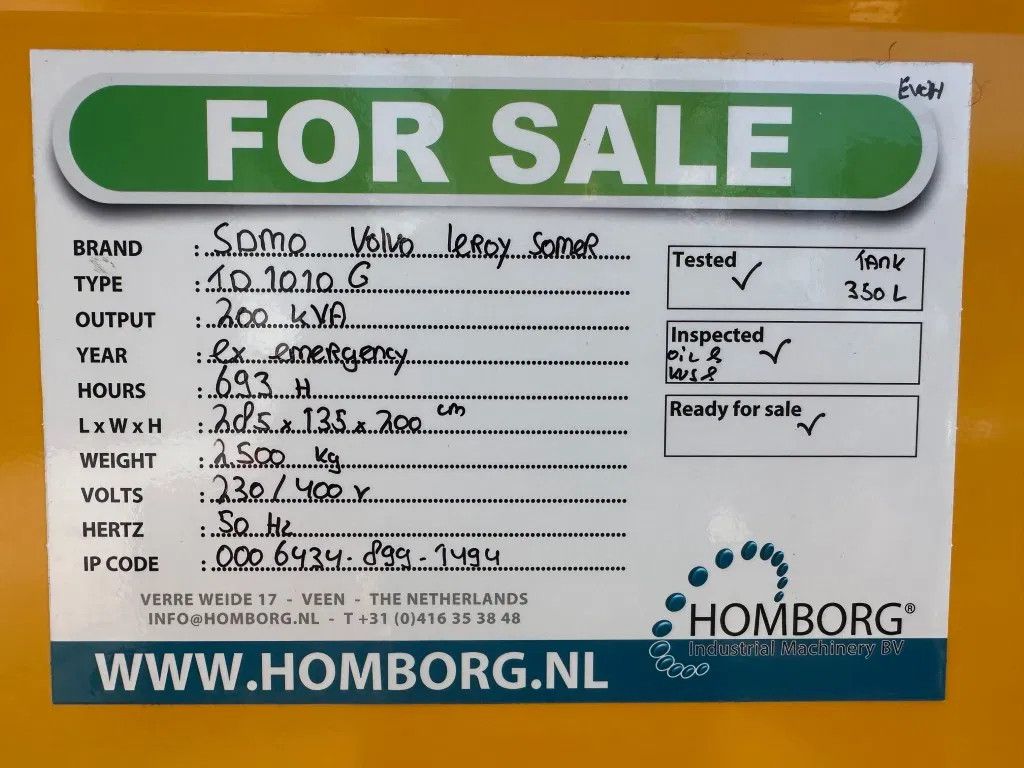 EvdH
FOR SALE
BRAND : SDMO Volvo Leroy Somer
TYPE : TD 1010 G
OUTPUT : 200 kVA
YEAR : ex emergency
HOURS : 693 H
L x W x H : 285 x 135 x 200 cm
WEIGHT : 2500 kg
VOLTS : 230/400 v
HERTZ : 50 Hz
IP CODE : 000 6434-899-1494
Tested ✓ TANK
350 L
Inspected ✓
oil &
Ready for sale ✓
VERRE WEIDE 17 - VEEN - THE NETHERLANDS
INFO@HOMBORG.NL - T +31 (0)416 35 38 48
HOMBORG®
Industrial Machinery BV
WWW.HOMBORG.NL